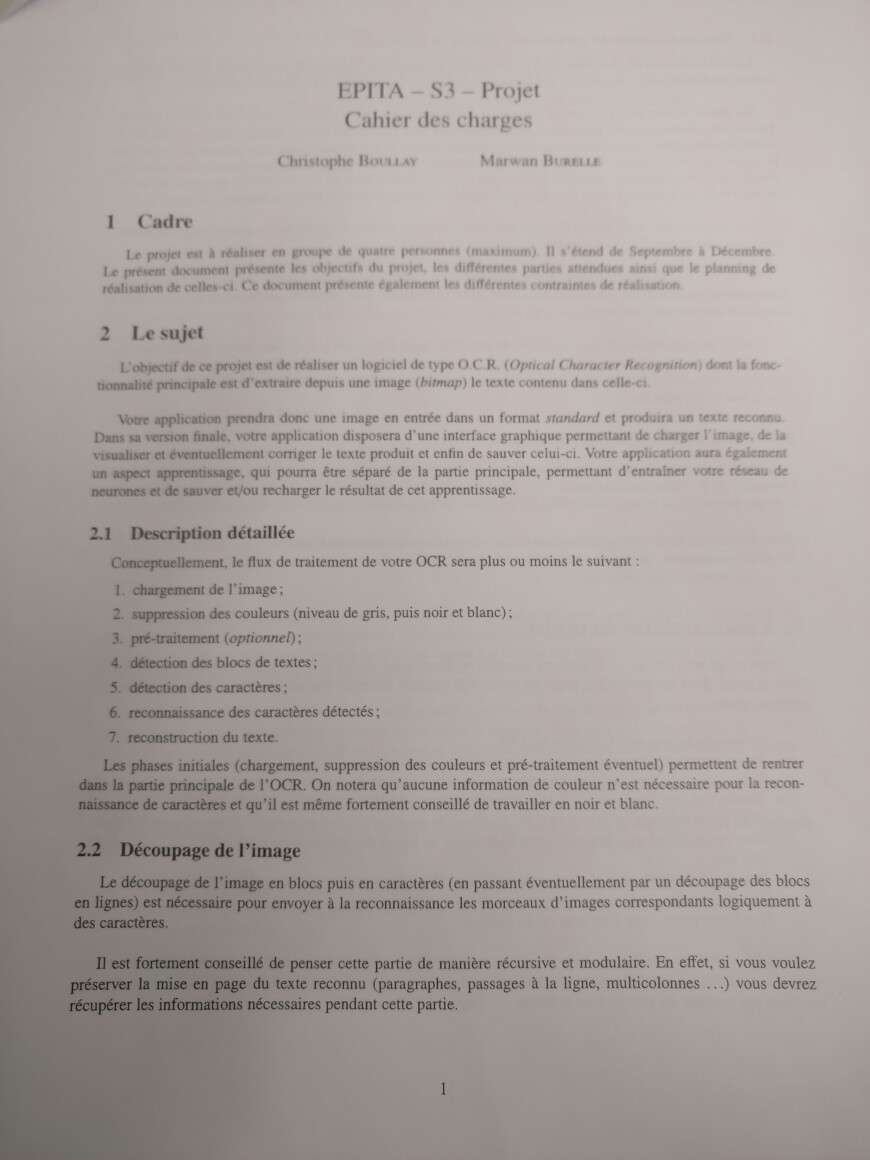 EPITA – S3 – Projet
Cahier des charges
Christophe BOULLAY Marwan BURELLE
1 Cadre
Le projet est à réaliser en groupe de quatre personnes (maximum). Il s'étend de Septembre à Décembre.
Le présent document présente les objectifs du projet, les différentes parties attendues ainsi que le planning de
réalisation de celles-ci. Ce document présente également les différentes contraintes de réalisation.
2 Le sujet
L'objectif de ce projet est de réaliser un logiciel de type O.C.R. (Optical Character Recognition) dont la fonc-
tionnalité principale est d'extraire depuis une image (bitmap) le texte contenu dans celle-ci.
Votre application prendra donc une image en entrée dans un format standard et produira un texte reconnu.
Dans sa version finale, votre application disposera d'une interface graphique permettant de charger l'image, de la
visualiser et éventuellement corriger le texte produit et enfin de sauver celui-ci. Votre application aura également
un aspect apprentissage, qui pourra être séparé de la partie principale, permettant d'entraîner votre réseau de
neurones et de sauver et/ou recharger le résultat de cet apprentissage.
2.1 Description détaillée
Conceptuellement, le flux de traitement de votre OCR sera plus ou moins le suivant :
1. chargement de l'image ;
2. suppression des couleurs (niveau de gris, puis noir et blanc) ;
3. pré-traitement (optionnel) ;
4. détection des blocs de textes ;
5. détection des caractères ;
6. reconnaissance des caractères détectés ;
7. reconstruction du texte.
Les phases initiales (chargement, suppression des couleurs et pré-traitement éventuel) permettent de rentrer
dans la partie principale de l'OCR. On notera qu'aucune information de couleur n'est nécessaire pour la recon-
naissance de caractères et qu'il est même fortement conseillé de travailler en noir et blanc.
2.2 Découpage de l'image
Le découpage de l'image en blocs puis en caractères (en passant éventuellement par un découpage des blocs
en lignes) est nécessaire pour envoyer à la reconnaissance les morceaux d'images correspondants logiquement à
des caractères.
Il est fortement conseillé de penser cette partie de manière récursive et modulaire. En effet, si vous voulez
préserver la mise en page du texte reconnu (paragraphes, passages à la ligne, multicolonnes ...) vous devrez
récupérer les informations nécessaires pendant cette partie.
1